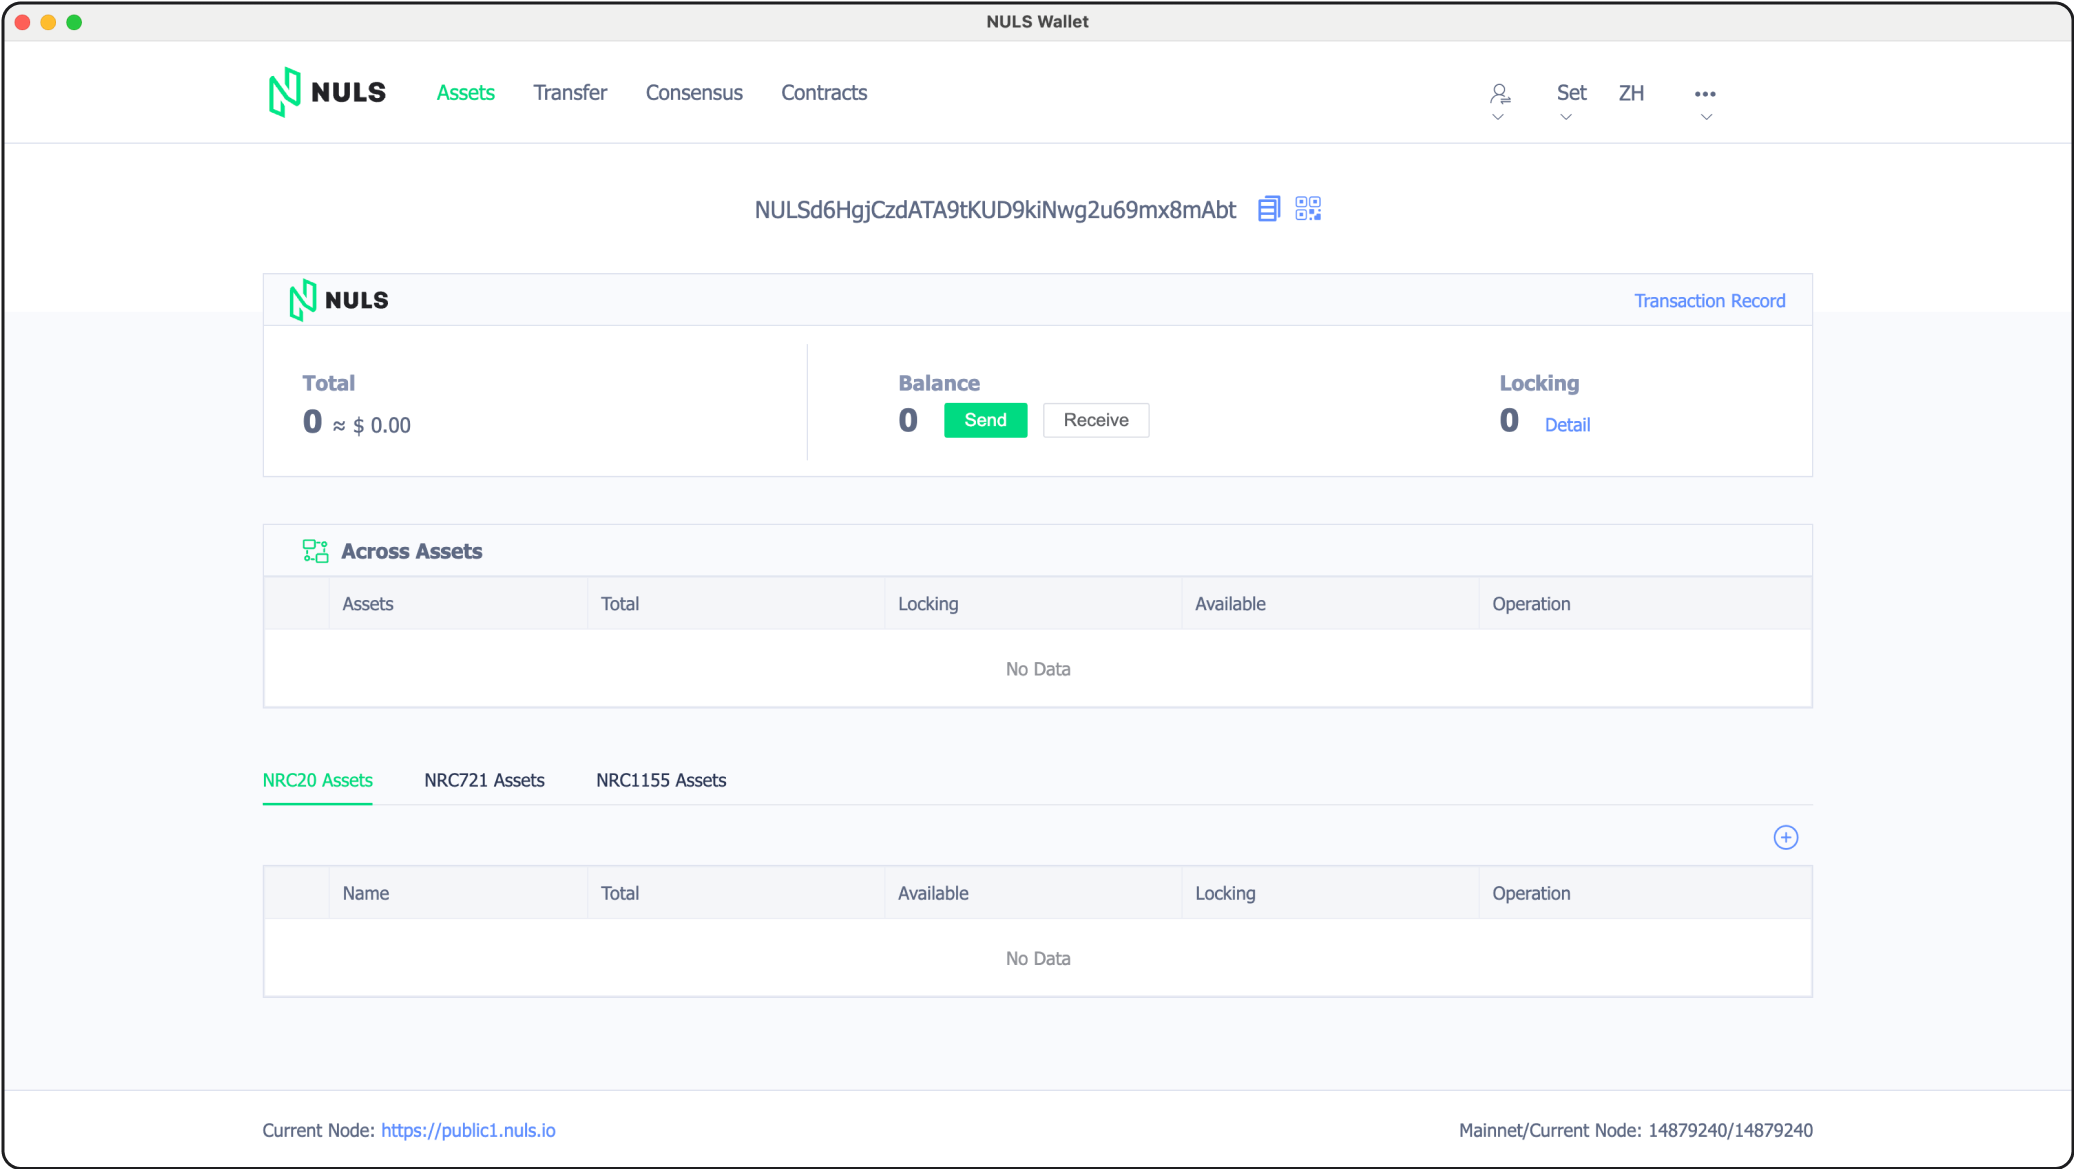 NULS Wallet
NULS Assets Transfer Consensus Contracts Set ZH
NULSd6HgjCzdATA9tKUD9kiNwg2u69mx8mAbt
NULS Transaction Record
Total Balance Locking
0 ≈ $ 0.00 0 Send Receive 0 Detail
Across Assets
Assets Total Locking Available Operation
No Data
NRC20 Assets NRC721 Assets NRC1155 Assets
Name Total Available Locking Operation
No Data
Current Node: https://public1.nuls.io Mainnet/Current Node: 14879240/14879240